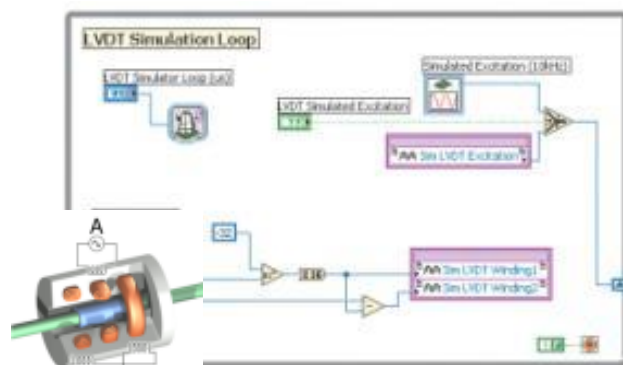 LVDT Simulation Loop
LVDT Simulator Loop (us)
Simulated Excitation (10kHz)
LVDT Simulated Excitation
Sim LVDT Excitation
Sim LVDT Winding1
Sim LVDT Winding2
A